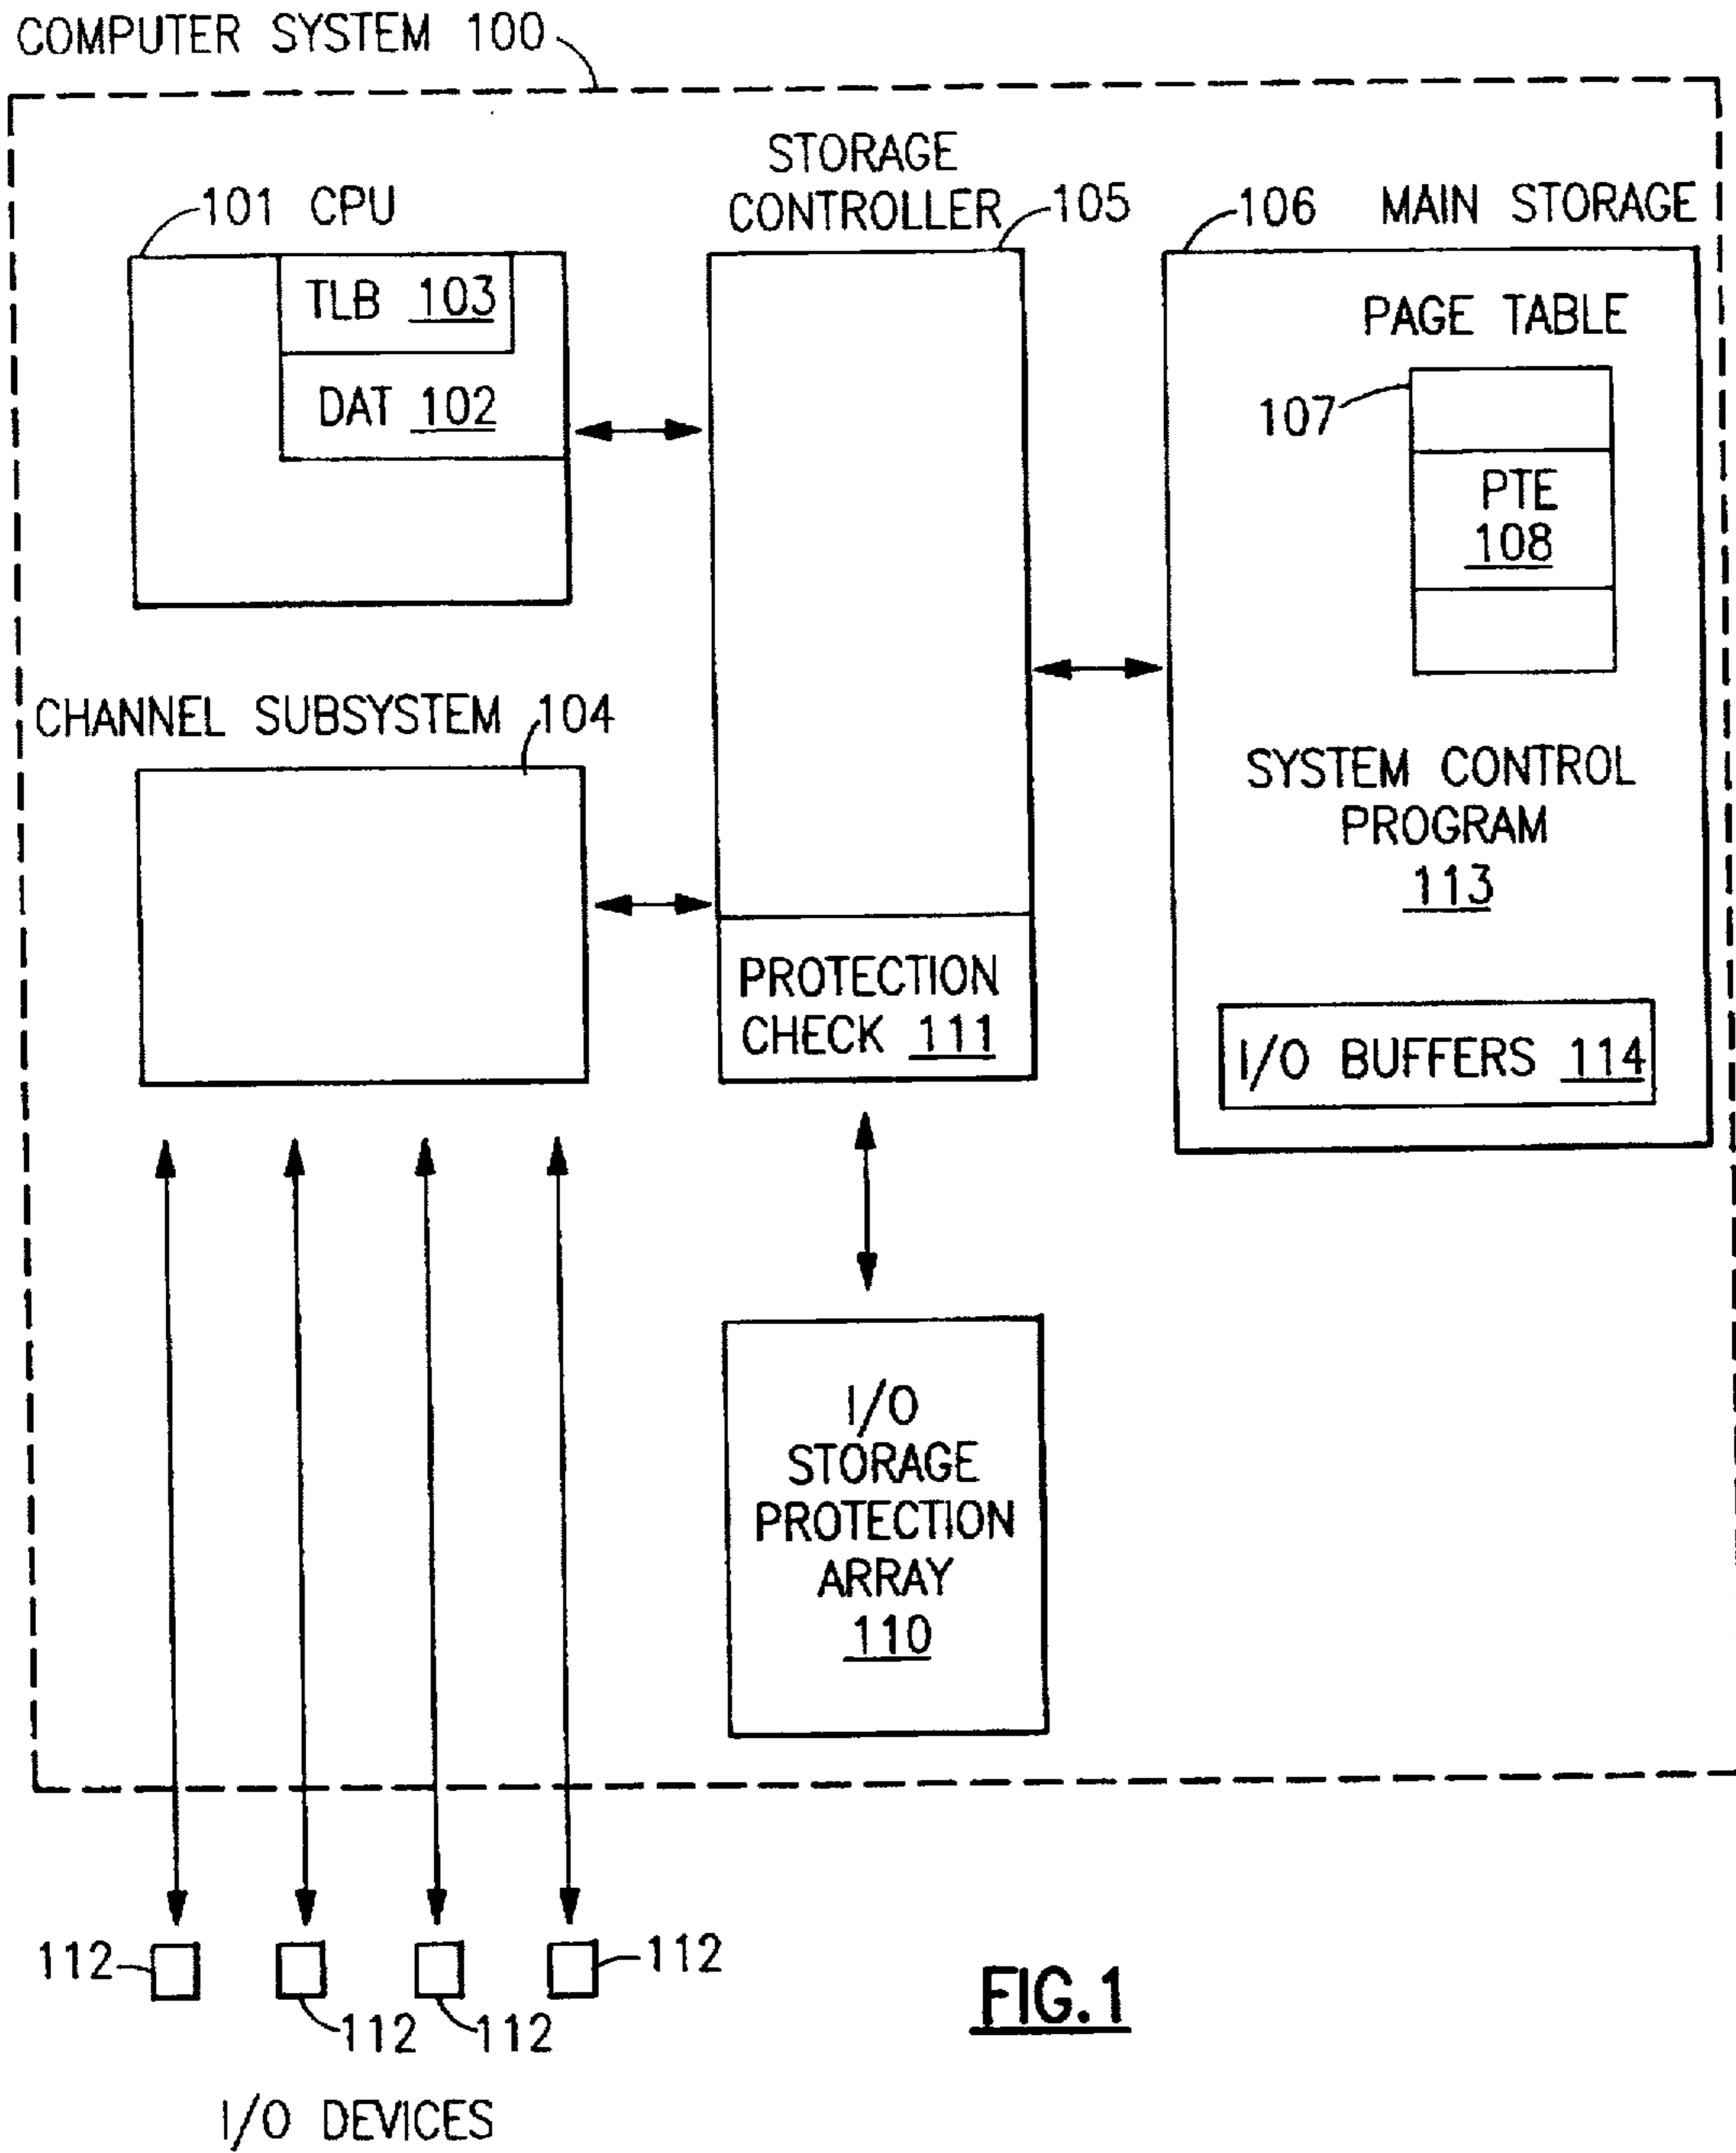 COMPUTER SYSTEM 100
STORAGE
CONTROLLER 105
101 CPU
106 MAIN STORAGE
TLB 103
DAT 102
PAGE TABLE
107
PTE
108
CHANNEL SUBSYSTEM 104
SYSTEM CONTROL
PROGRAM
113
PROTECTION
CHECK 111
I/O BUFFERS 114
I/O
STORAGE
PROTECTION
ARRAY
110
112
112
112
112
I/O DEVICES
FIG.1